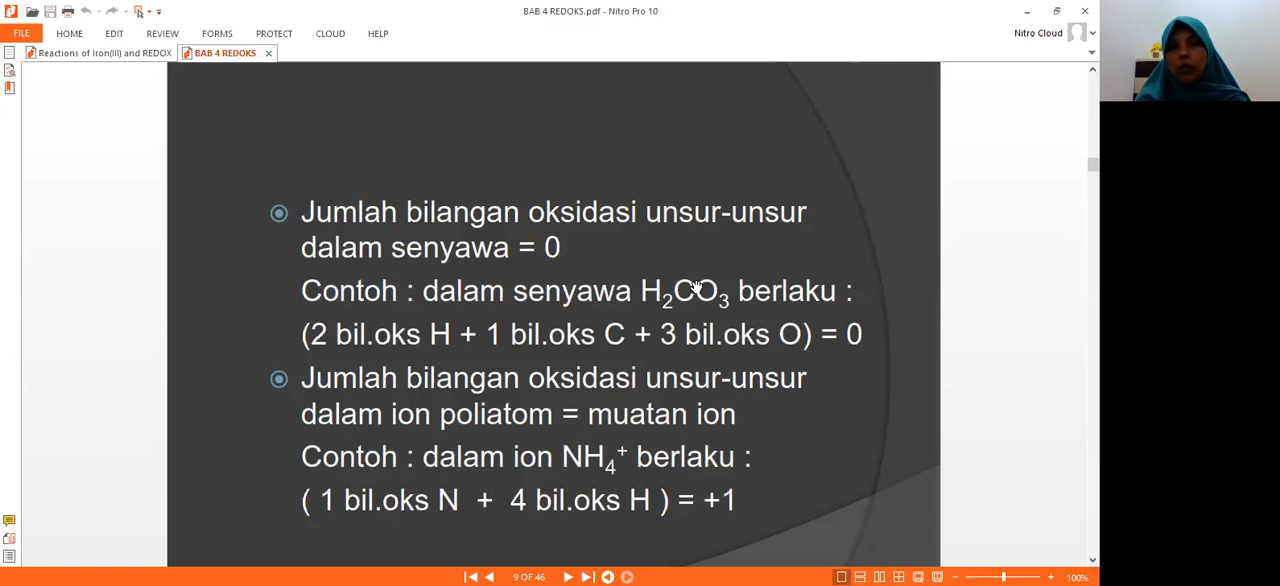 BAB 4 REDOKS.pdf - Nitro Pro 10
FILE HOME EDIT REVIEW FORMS PROTECT CLOUD HELP Nitro Cloud
Reactions of Iron(III) and REDOX BAB 4 REDOKS
Jumlah bilangan oksidasi unsur-unsur
dalam senyawa = 0
Contoh : dalam senyawa H₂CO₃ berlaku :
(2 bil.oks H + 1 bil.oks C + 3 bil.oks O) = 0
Jumlah bilangan oksidasi unsur-unsur
dalam ion poliatom = muatan ion
Contoh : dalam ion NH₄⁺ berlaku :
( 1 bil.oks N + 4 bil.oks H ) = +1
9 OF 46 100%